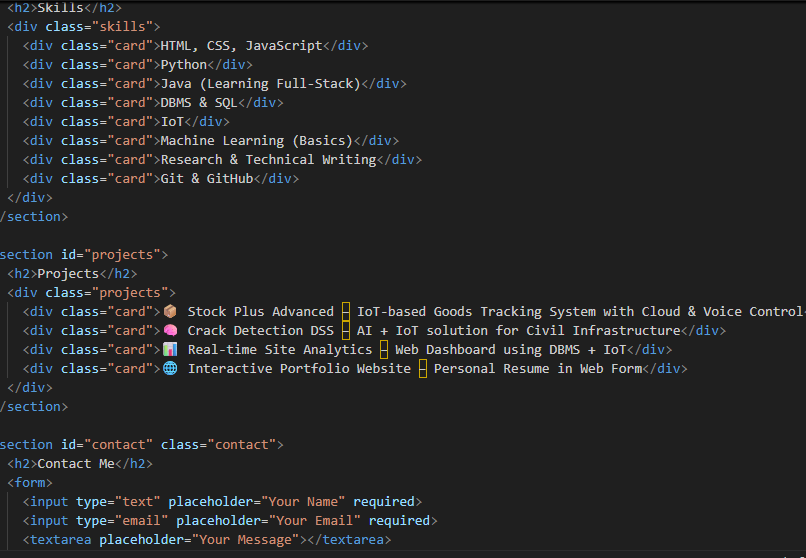 <h2>Skills</h2>
<div class="skills">
<div class="card">HTML, CSS, JavaScript</div>
<div class="card">Python</div>
<div class="card">Java (Learning Full-Stack)</div>
<div class="card">DBMS & SQL</div>
<div class="card">IoT</div>
<div class="card">Machine Learning (Basics)</div>
<div class="card">Research & Technical Writing</div>
<div class="card">Git & GitHub</div>
</div>
/section>
section id="projects">
<h2>Projects</h2>
<div class="projects">
<div class="card">📦 Stock Plus Advanced – IoT-based Goods Tracking System with Cloud & Voice Control<
<div class="card">🧠 Crack Detection DSS – AI + IoT solution for Civil Infrastructure</div>
<div class="card">📊 Real-time Site Analytics – Web Dashboard using DBMS + IoT</div>
<div class="card">🌐 Interactive Portfolio Website – Personal Resume in Web Form</div>
</div>
/section>
section id="contact" class="contact">
<h2>Contact Me</h2>
<form>
<input type="text" placeholder="Your Name" required>
<input type="email" placeholder="Your Email" required>
<textarea placeholder="Your Message"></textarea>